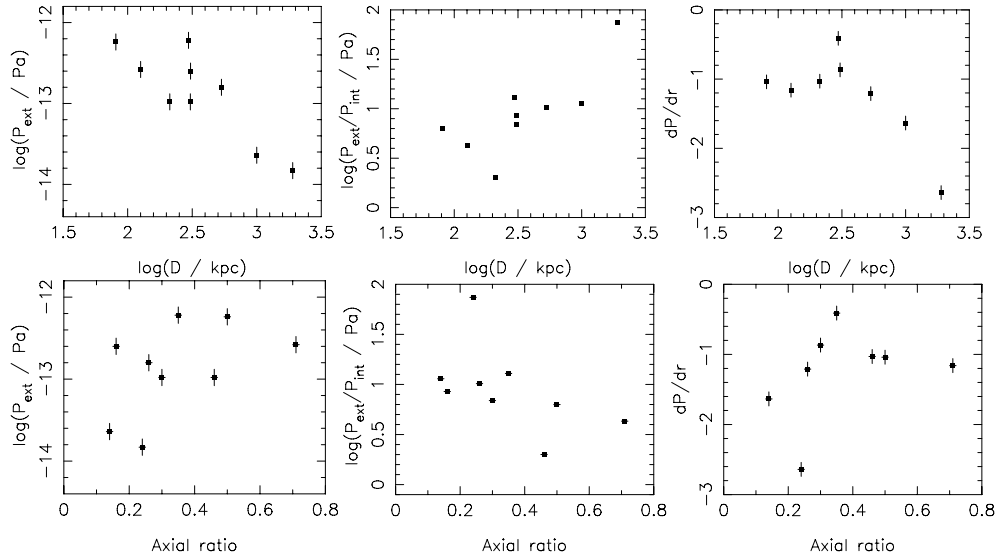 log(P_ext / Pa)
-12
-13
-14
1.5 2 2.5 3 3.5
log(D / kpc)
log(P_ext/P_int / Pa)
2
1.5
1
0.5
0
1.5 2 2.5 3 3.5
log(D / kpc)
dP/dr
0
-1
-2
-3
1.5 2 2.5 3 3.5
log(D / kpc)
log(P_ext / Pa)
-12
-13
-14
0 0.2 0.4 0.6 0.8
Axial ratio
log(P_ext/P_int / Pa)
2
1.5
1
0.5
0
0 0.2 0.4 0.6 0.8
Axial ratio
dP/dr
0
-1
-2
-3
0 0.2 0.4 0.6 0.8
Axial ratio